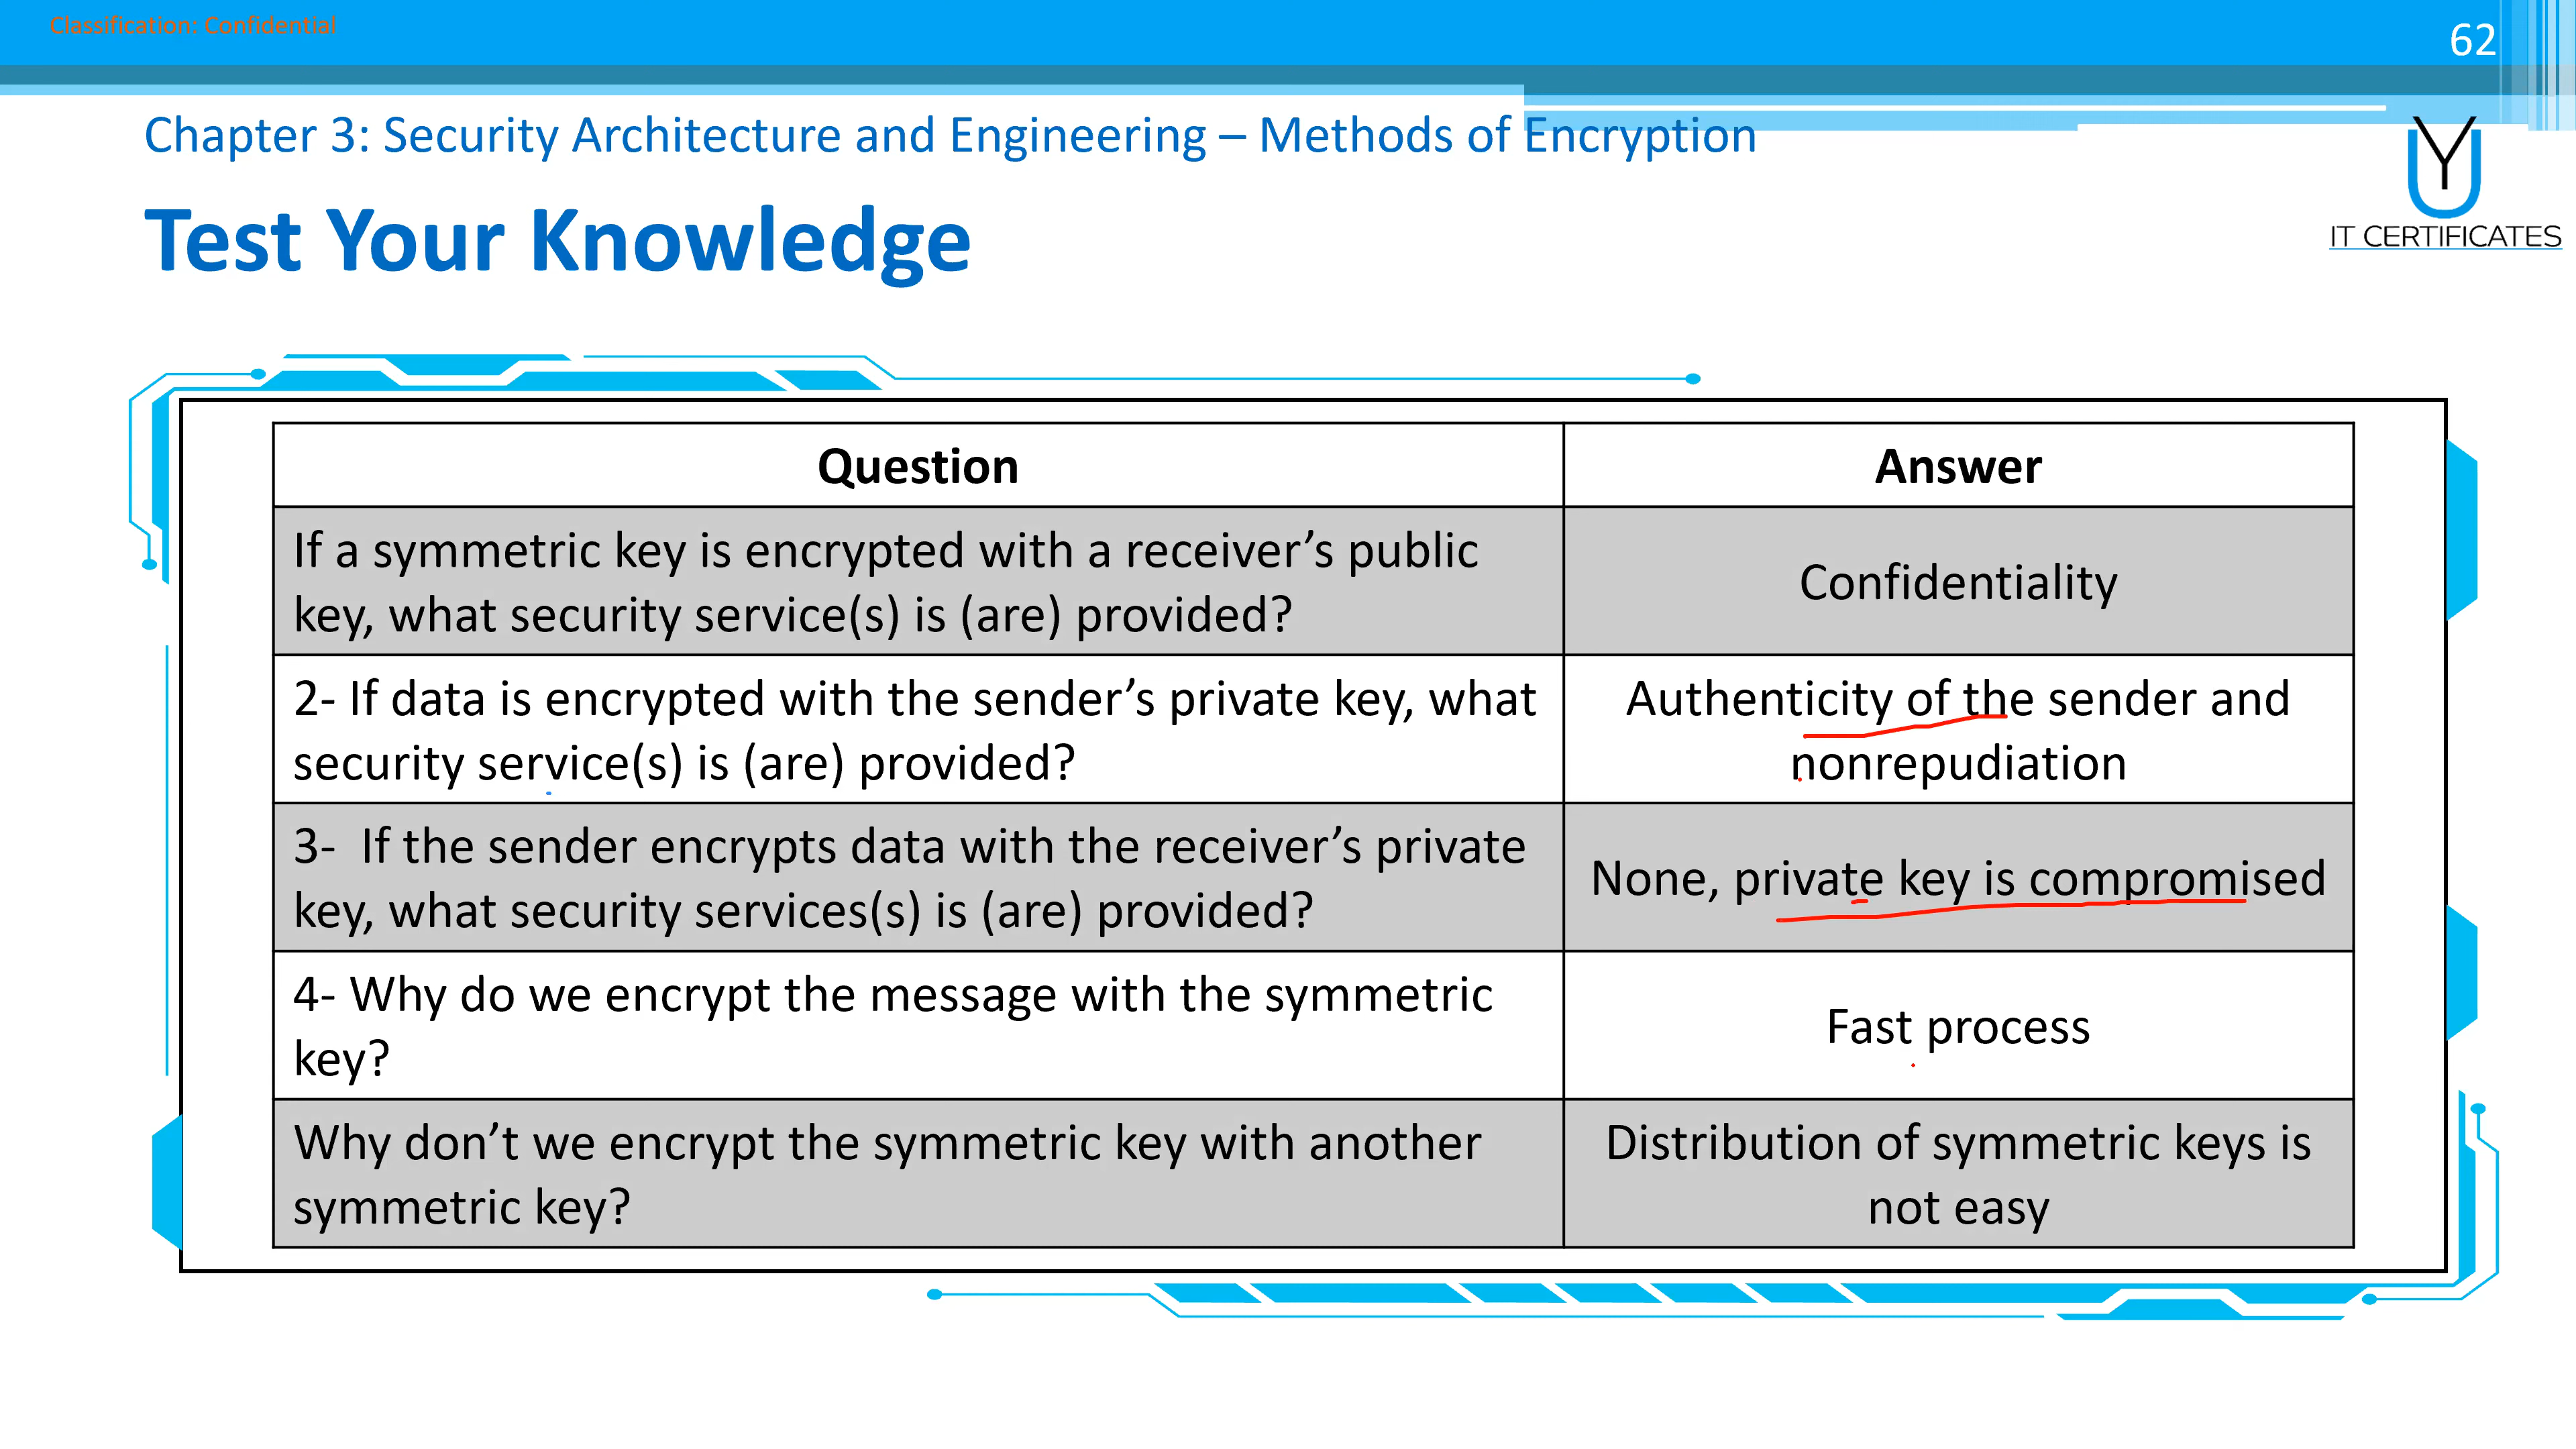 Classification: Confidential
62
Chapter 3: Security Architecture and Engineering – Methods of Encryption
Test Your Knowledge
UY
IT CERTIFICATES
Question
Answer
If a symmetric key is encrypted with a receiver’s public
key, what security service(s) is (are) provided?
Confidentiality
2- If data is encrypted with the sender’s private key, what
security service(s) is (are) provided?
Authenticity of the sender and
nonrepudiation
3-  If the sender encrypts data with the receiver’s private
key, what security services(s) is (are) provided?
None, private key is compromised
4- Why do we encrypt the message with the symmetric
key?
Fast process
Why don’t we encrypt the symmetric key with another
symmetric key?
Distribution of symmetric keys is
not easy